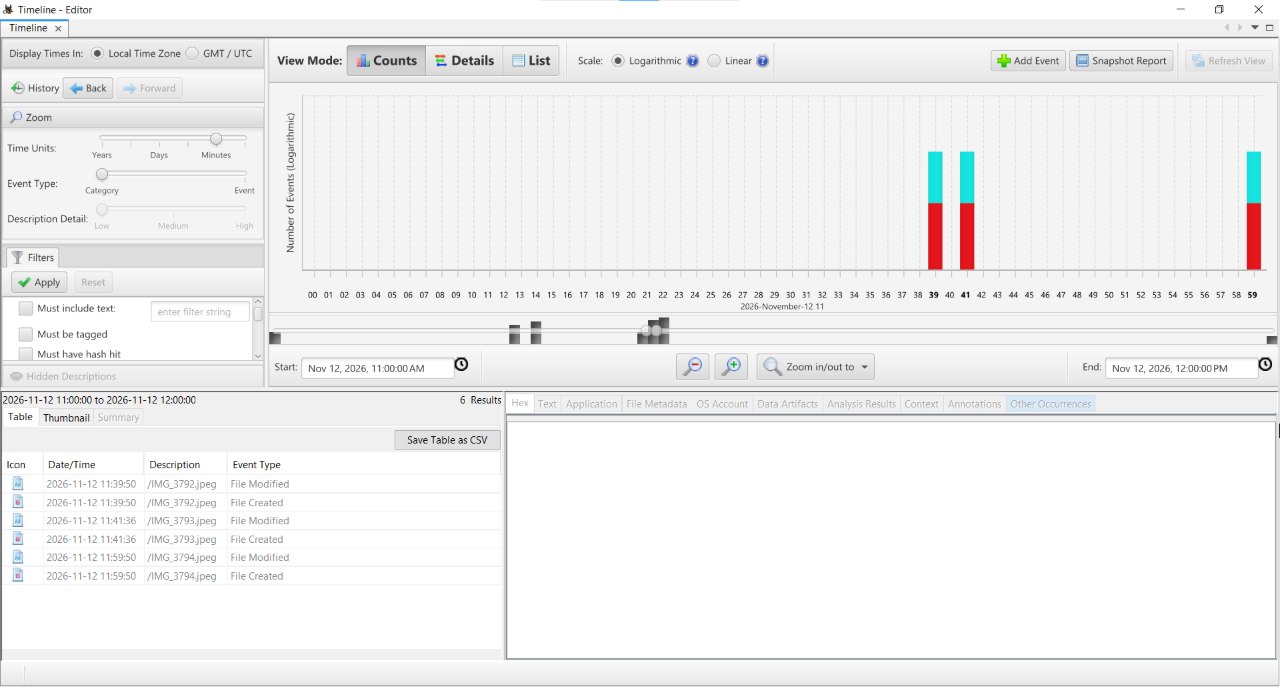 Timeline - Editor
Timeline
Display Times In: Local Time Zone GMT / UTC
History Back Forward
Zoom
Time Units:
Years Days Minutes
Event Type:
Category Event
Description Detail:
Low Medium High
Filters
Apply Reset
Must include text: enter filter string
Must be tagged
Must have hash hit
Hidden Descriptions
View Mode: Counts Details List Scale: Logarithmic Linear Add Event Snapshot Report Refresh View
Number of Events (Logarithmic)
00 01 02 03 04 05 06 07 08 09 10 11 12 13 14 15 16 17 18 19 20 21 22 23 24 25 26 27 28 29 30 31 32 33 34 35 36 37 38 39 40 41 42 43 44 45 46 47 48 49 50 51 52 53 54 55 56 57 58 59
2026-November-12 11
Start: Nov 12, 2026, 11:00:00 AM Zoom in/out to End: Nov 12, 2026, 12:00:00 PM
2026-11-12 11:00:00 to 2026-11-12 12:00:00 6 Results
Table Thumbnail Summary
Save Table as CSV
Icon Date/Time Description Event Type
2026-11-12 11:39:50 /IMG_3792.jpeg File Modified
2026-11-12 11:39:50 /IMG_3792.jpeg File Created
2026-11-12 11:41:36 /IMG_3793.jpeg File Modified
2026-11-12 11:41:36 /IMG_3793.jpeg File Created
2026-11-12 11:59:50 /IMG_3794.jpeg File Modified
2026-11-12 11:59:50 /IMG_3794.jpeg File Created
Hex Text Application File Metadata OS Account Data Artifacts Analysis Results Context Annotations Other Occurrences